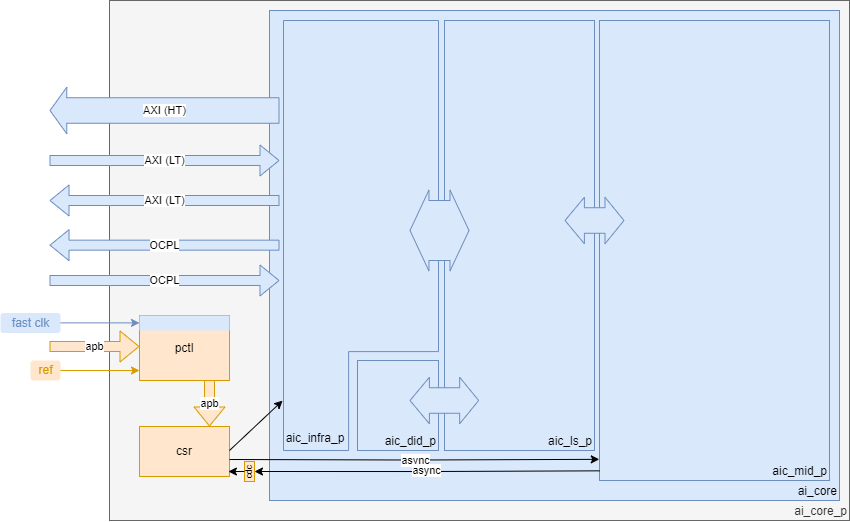 AXI (HT)
AXI (LT)
AXI (LT)
OCPL
OCPL
fast clk
apb
pctl
ref
apb
csr
aic_infra_p
aic_did_p
aic_ls_p
async
cdc
async
aic_mid_p
ai_core
ai_core_p